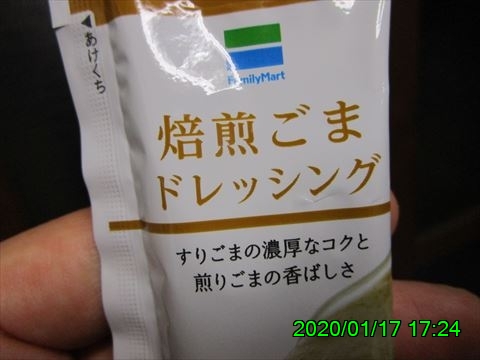 ◀あけくち
FamilyMart
焙煎ごま
ドレッシング
すりごまの濃厚なコクと
煎りごまの香ばしさ
2020/01/17 17:24